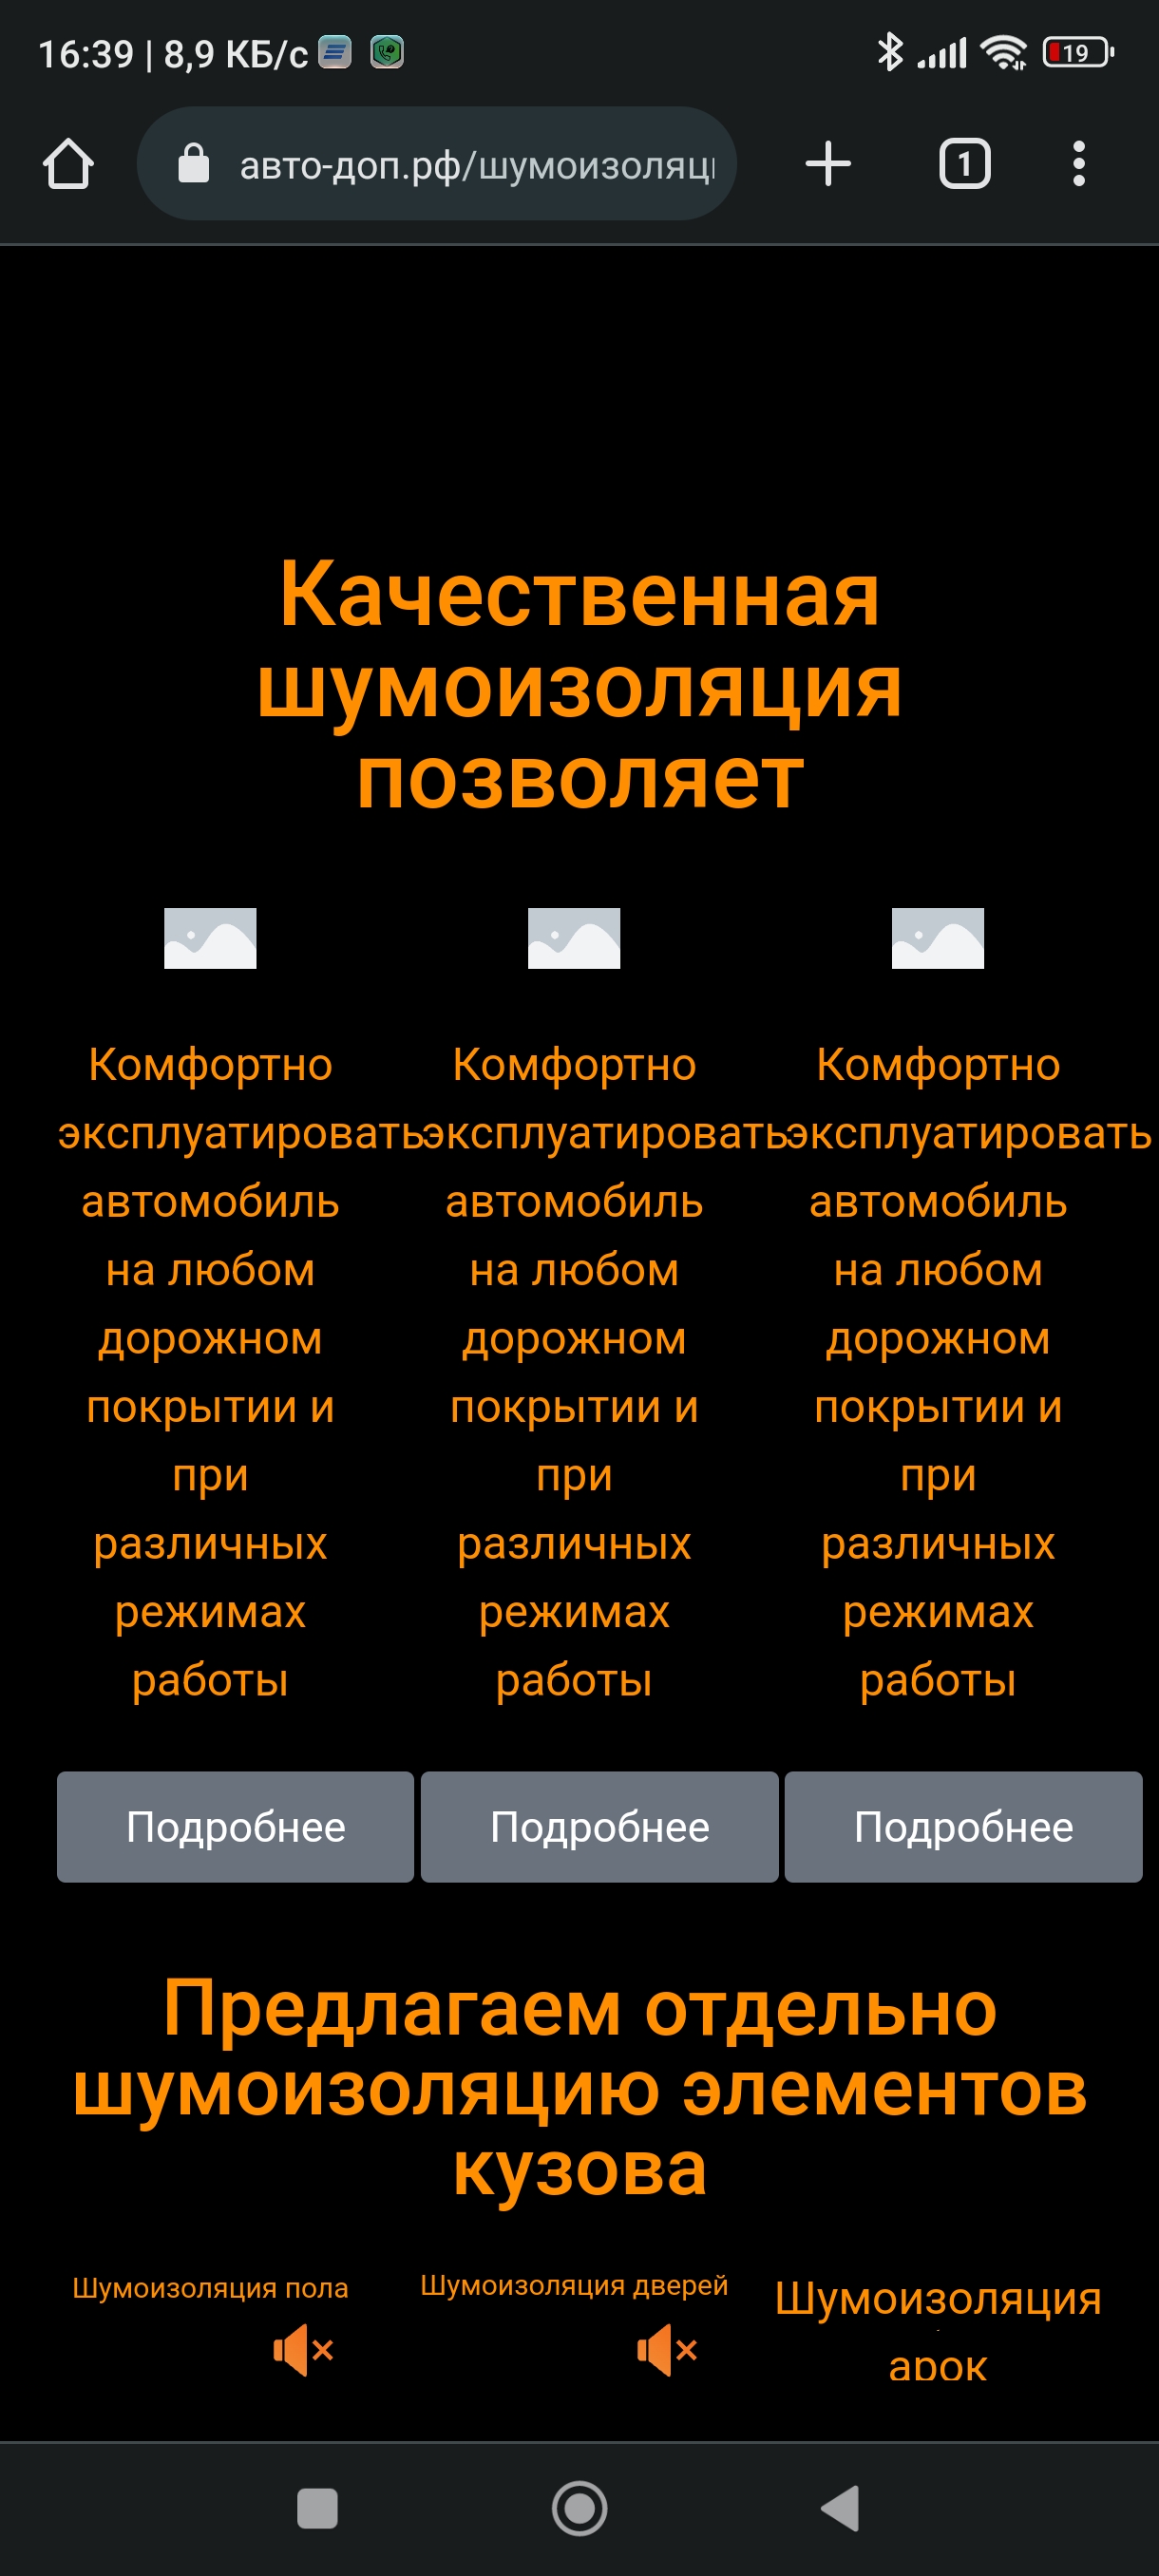 16:39 | 8,9 КБ/с
19
авто-доп.рф/шумоизоляц
1
Качественная
шумоизоляция
позволяет
Комфортно
эксплуатировать
автомобиль
на любом
дорожном
покрытии и
при
различных
режимах
работы
Подробнее
Комфортно
эксплуатировать
автомобиль
на любом
дорожном
покрытии и
при
различных
режимах
работы
Подробнее
Комфортно
эксплуатировать
автомобиль
на любом
дорожном
покрытии и
при
различных
режимах
работы
Подробнее
Предлагаем отдельно
шумоизоляцию элементов
кузова
Шумоизоляция пола
Шумоизоляция дверей
Шумоизоляция
арок